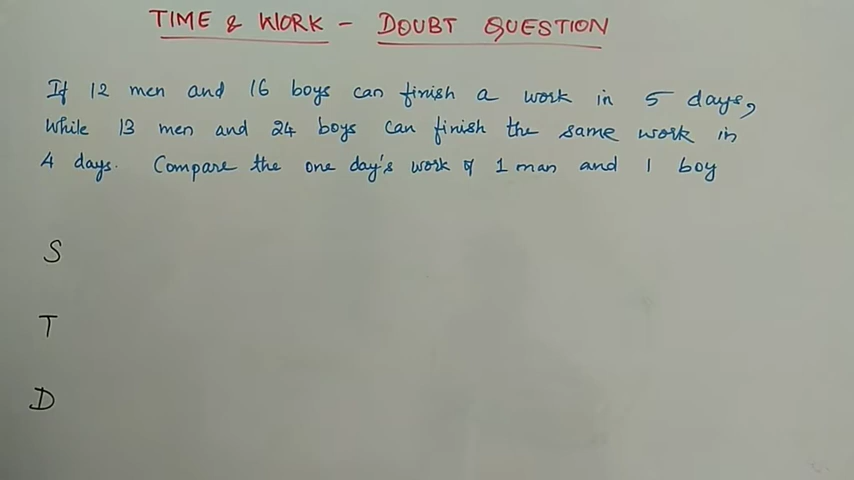 TIME & WORK - DOUBT QUESTION
If 12 men and 16 boys can finish a work in 5 days,
While 13 men and 24 boys can finish the same work in
4 days. Compare the one day's work of 1 man and 1 boy
S
T
D